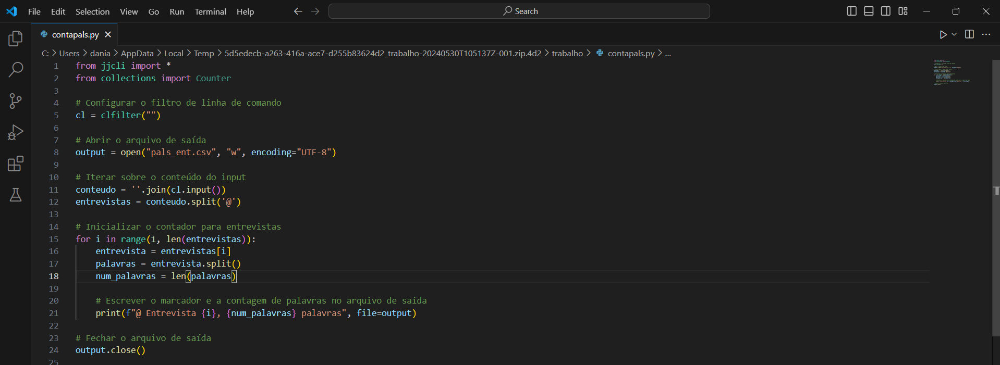 File Edit Selection View Go Run Terminal Help Search
contapals.py
C: > Users > dania > AppData > Local > Temp > 5d5edecb-a263-416a-ace7-d255b83624d2_trabalho-20240530T105137Z-001.zip.4d2 > trabalho > contapals.py > ...
1 from jjcli import *
2 from collections import Counter
3
4 # Configurar o filtro de linha de comando
5 cl = clfilter("")
6
7 # Abrir o arquivo de saída
8 output = open("pals_ent.csv", "w", encoding="UTF-8")
9
10 # Iterar sobre o conteúdo do input
11 conteudo = ''.join(cl.input())
12 entrevistas = conteudo.split('@')
13
14 # Inicializar o contador para entrevistas
15 for i in range(1, len(entrevistas)):
16     entrevista = entrevistas[i]
17     palavras = entrevista.split()
18     num_palavras = len(palavras)
19
20     # Escrever o marcador e a contagem de palavras no arquivo de saída
21     print(f"@ Entrevista {i}, {num_palavras} palavras", file=output)
22
23 # Fechar o arquivo de saída
24 output.close()
25